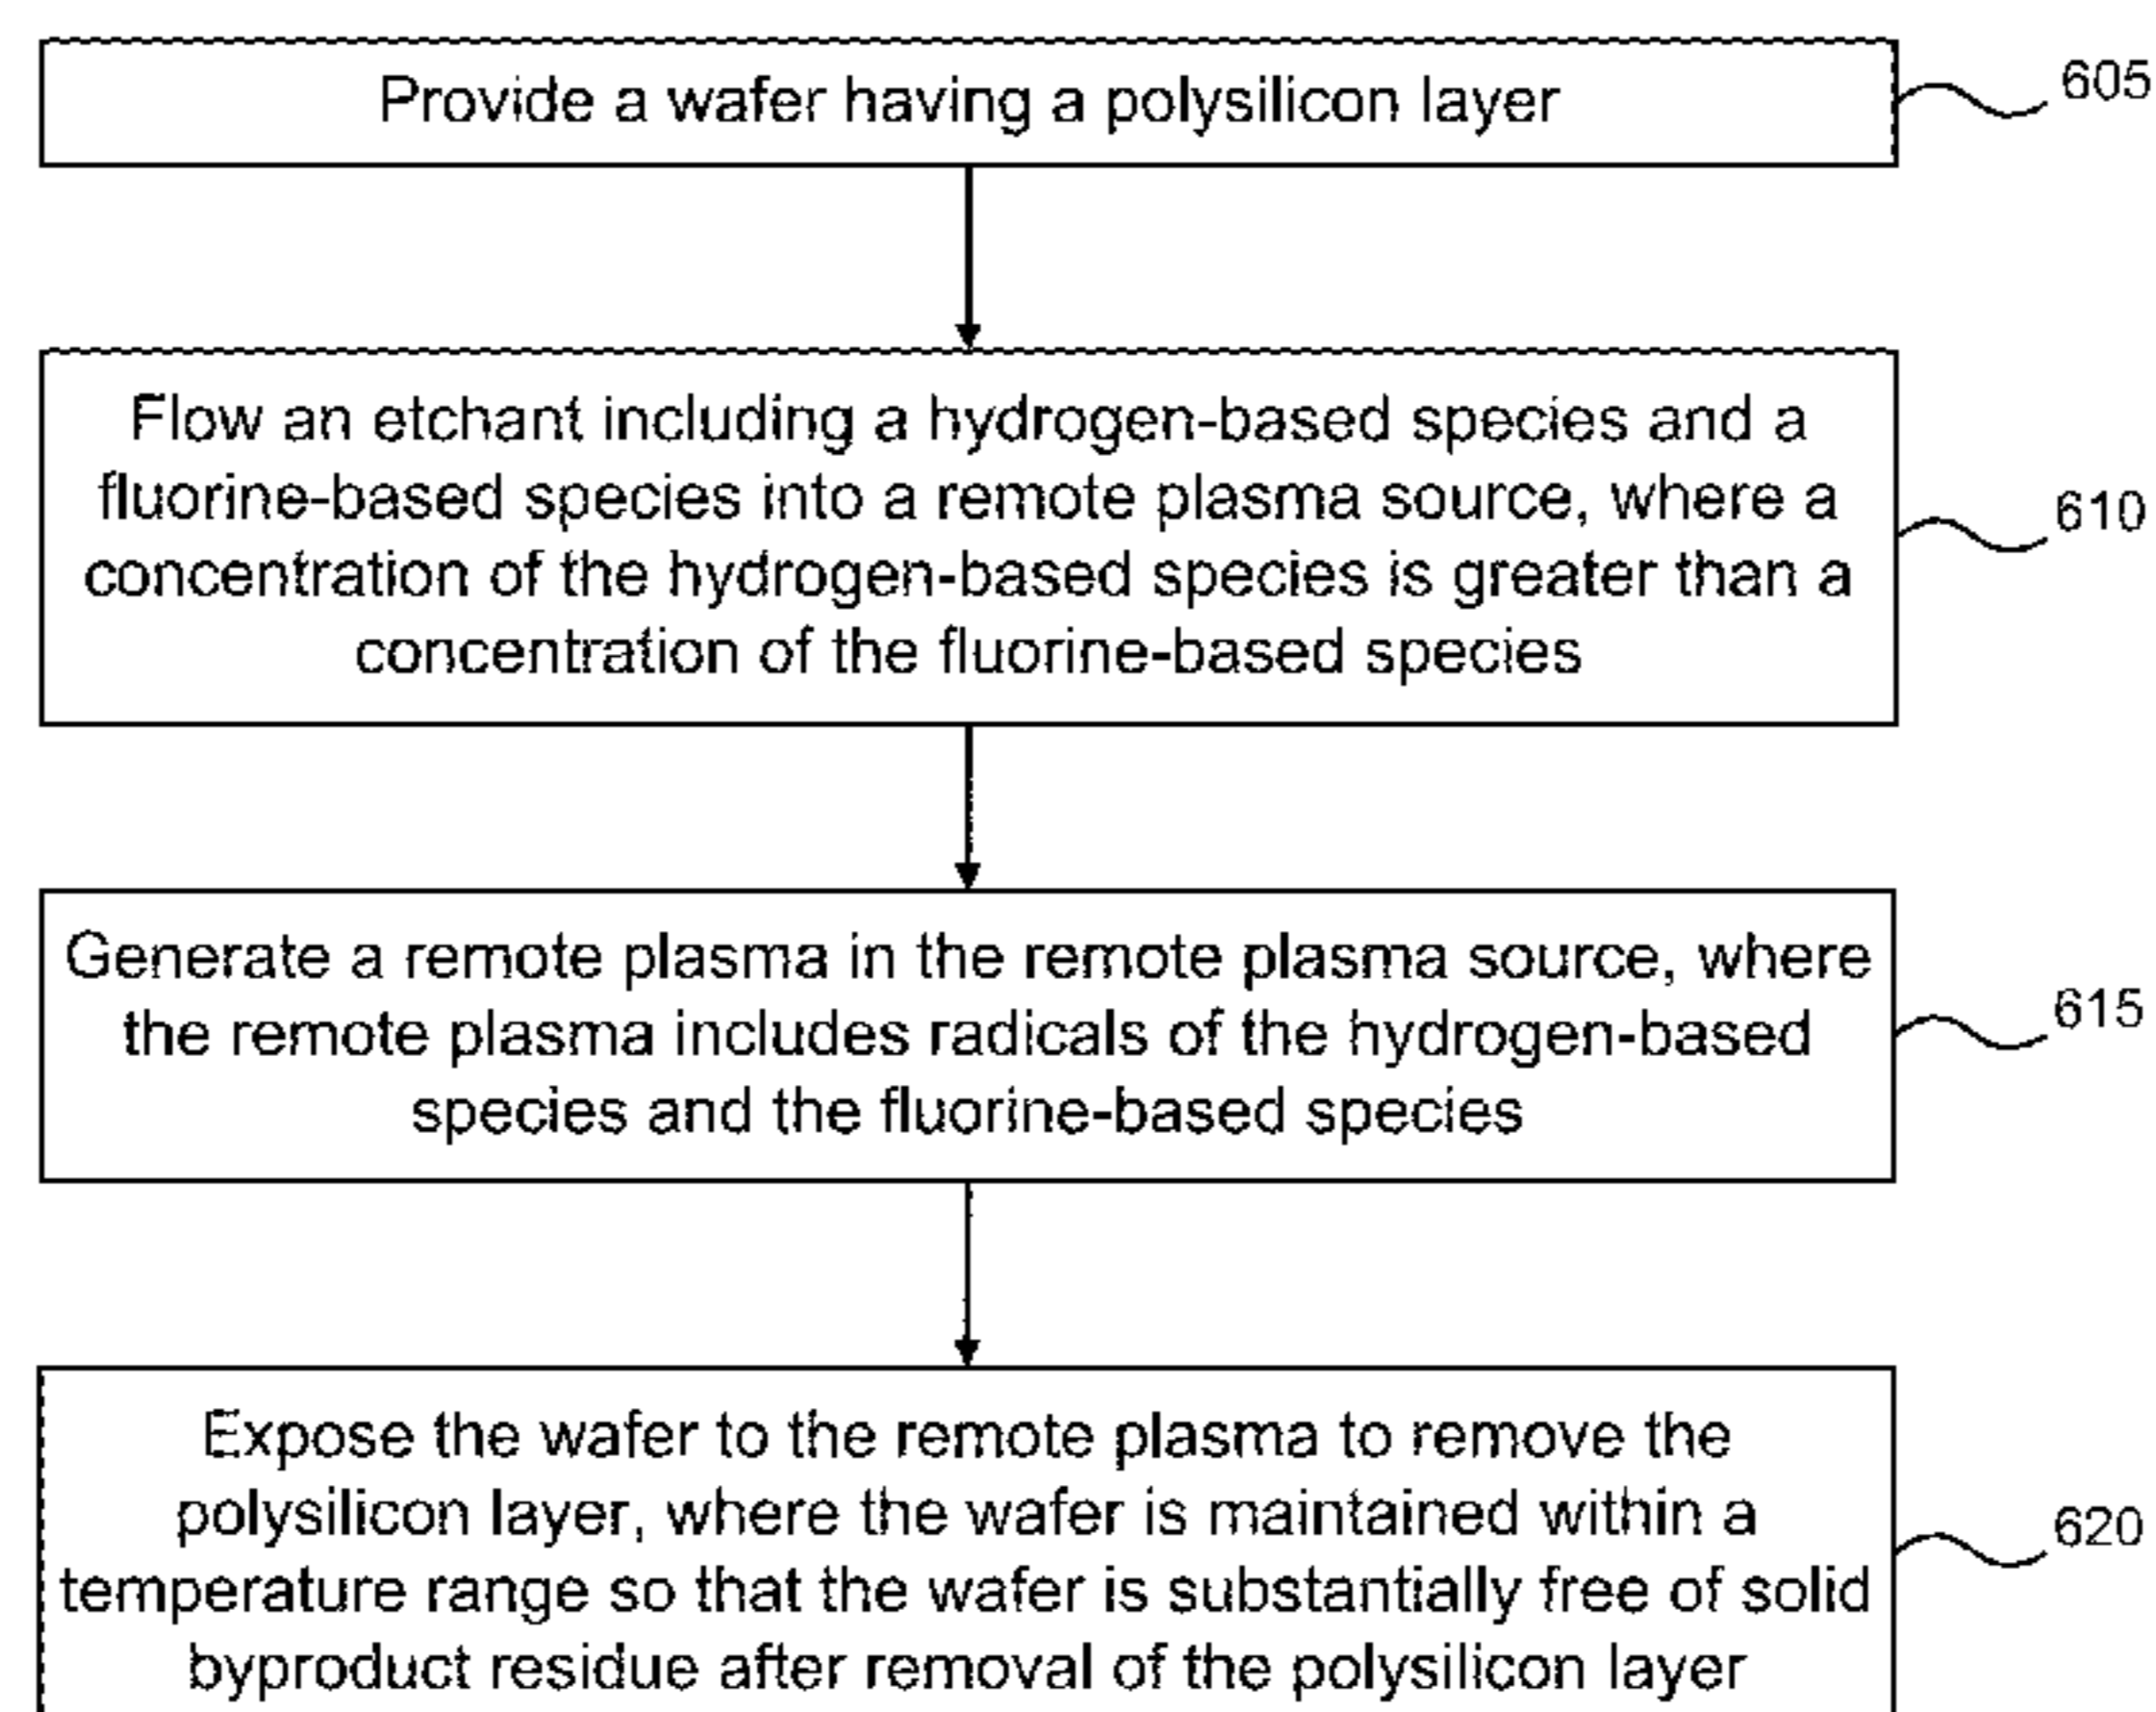 Provide a wafer having a polysilicon layer
605
Flow an etchant including a hydrogen-based species and a
fluorine-based species into a remote plasma source, where a
concentration of the hydrogen-based species is greater than a
concentration of the fluorine-based species
610
Generate a remote plasma in the remote plasma source, where
the remote plasma includes radicals of the hydrogen-based
species and the fluorine-based species
615
Expose the wafer to the remote plasma to remove the
polysilicon layer, where the wafer is maintained within a
temperature range so that the wafer is substantially free of solid
byproduct residue after removal of the polysilicon layer
620